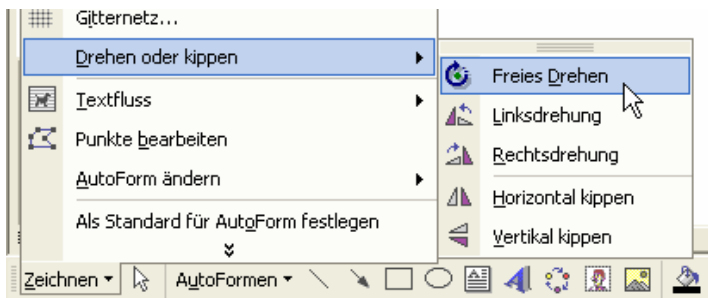 Gitternetz...
Drehen oder kippen
Textfluss
Punkte bearbeiten
AutoForm ändern
Als Standard für AutoForm festlegen
Freies Drehen
Linksdrehung
Rechtsdrehung
Horizontal kippen
Vertikal kippen
Zeichnen
AutoFormen